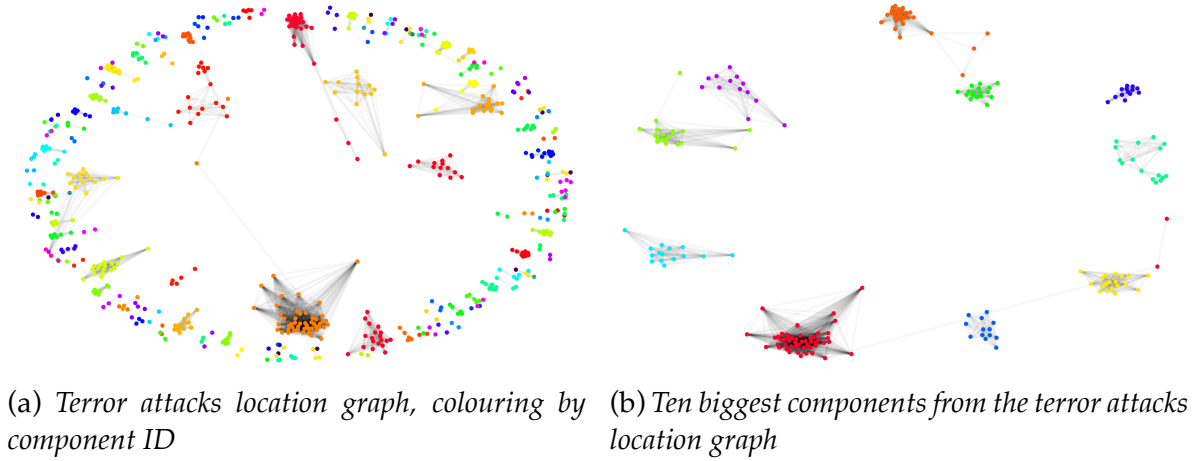 (a) Terror attacks location graph, colouring by
component ID
(b) Ten biggest components from the terror attacks
location graph